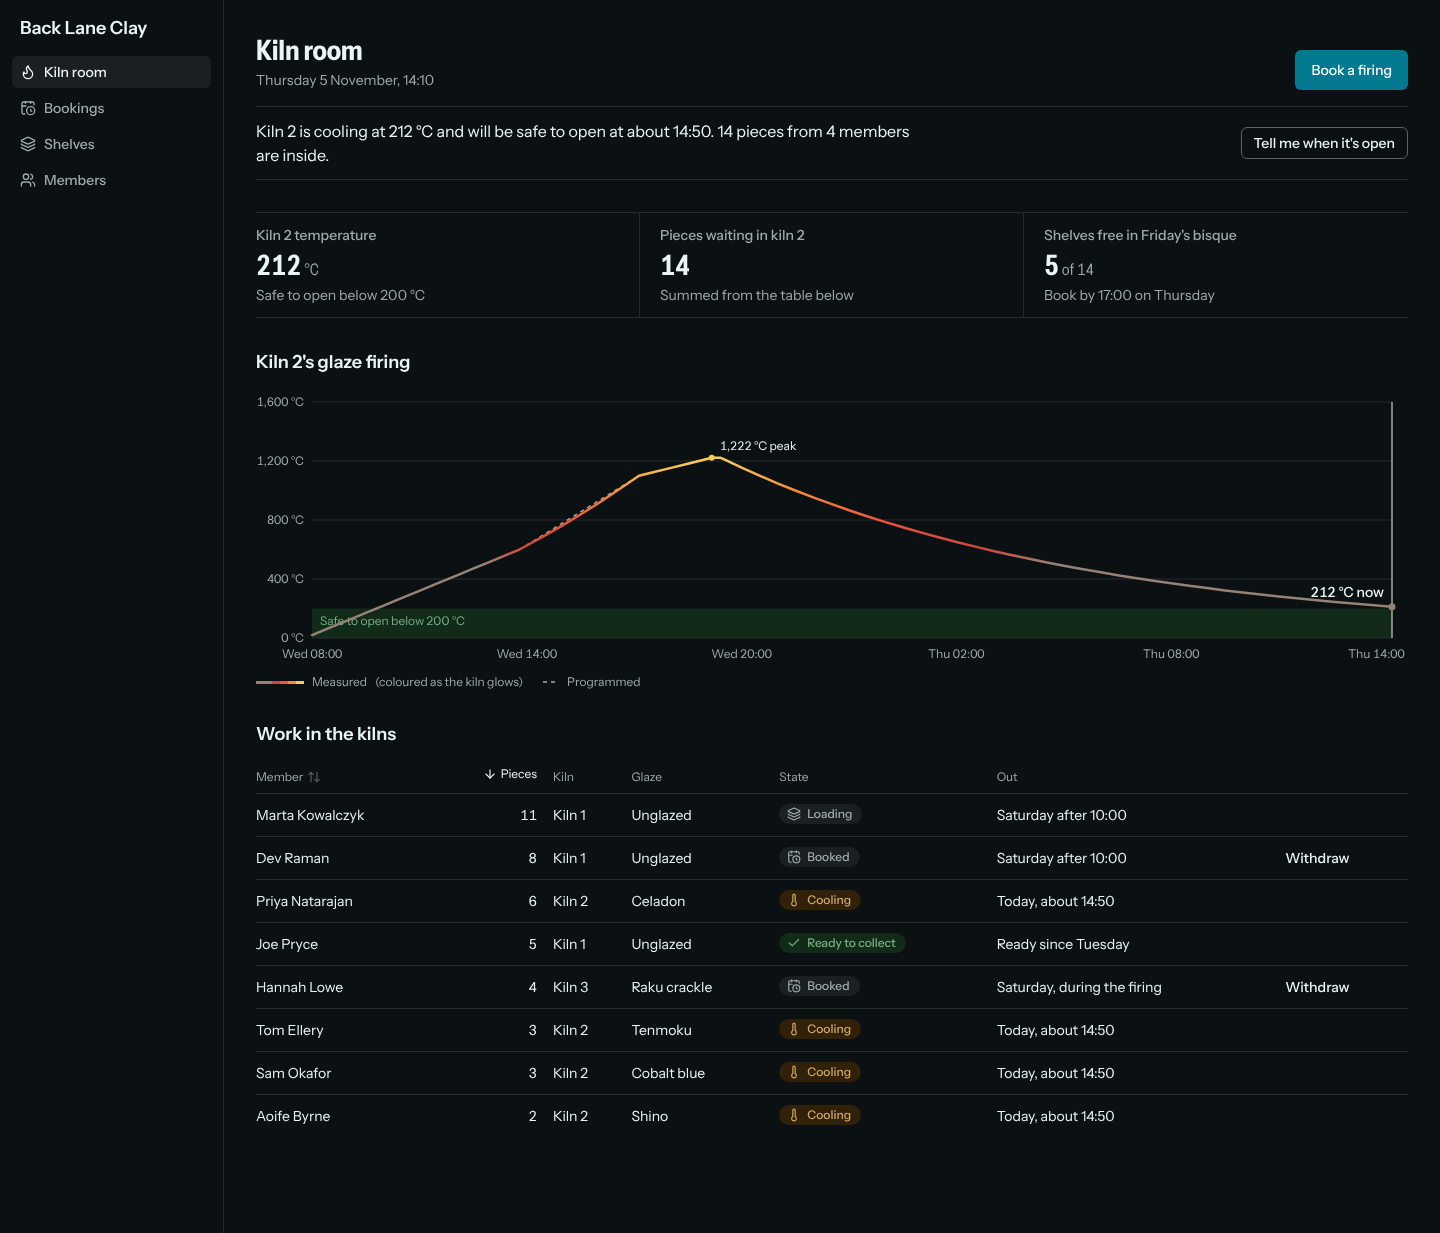 Back Lane Clay
Kiln room
Bookings
Shelves
Members
Kiln room
Thursday 5 November, 14:10
Book a firing
Kiln 2 is cooling at 212 °C and will be safe to open at about 14:50. 14 pieces from 4 members
are inside.
Tell me when it's open
Kiln 2 temperature
212 °C
Safe to open below 200 °C
Pieces waiting in kiln 2
14
Summed from the table below
Shelves free in Friday's bisque
5 of 14
Book by 17:00 on Thursday
Kiln 2's glaze firing
1,600 °C
1,200 °C
800 °C
400 °C
0 °C
1,222 °C peak
212 °C now
Safe to open below 200 °C
Wed 08:00 Wed 14:00 Wed 20:00 Thu 02:00 Thu 08:00 Thu 14:00
Measured (coloured as the kiln glows) Programmed
Work in the kilns
Member Pieces Kiln Glaze State Out
Marta Kowalczyk 11 Kiln 1 Unglazed Loading Saturday after 10:00
Dev Raman 8 Kiln 1 Unglazed Booked Saturday after 10:00 Withdraw
Priya Natarajan 6 Kiln 2 Celadon Cooling Today, about 14:50
Joe Pryce 5 Kiln 1 Unglazed Ready to collect Ready since Tuesday
Hannah Lowe 4 Kiln 3 Raku crackle Booked Saturday, during the firing Withdraw
Tom Ellery 3 Kiln 2 Tenmoku Cooling Today, about 14:50
Sam Okafor 3 Kiln 2 Cobalt blue Cooling Today, about 14:50
Aoife Byrne 2 Kiln 2 Shino Cooling Today, about 14:50